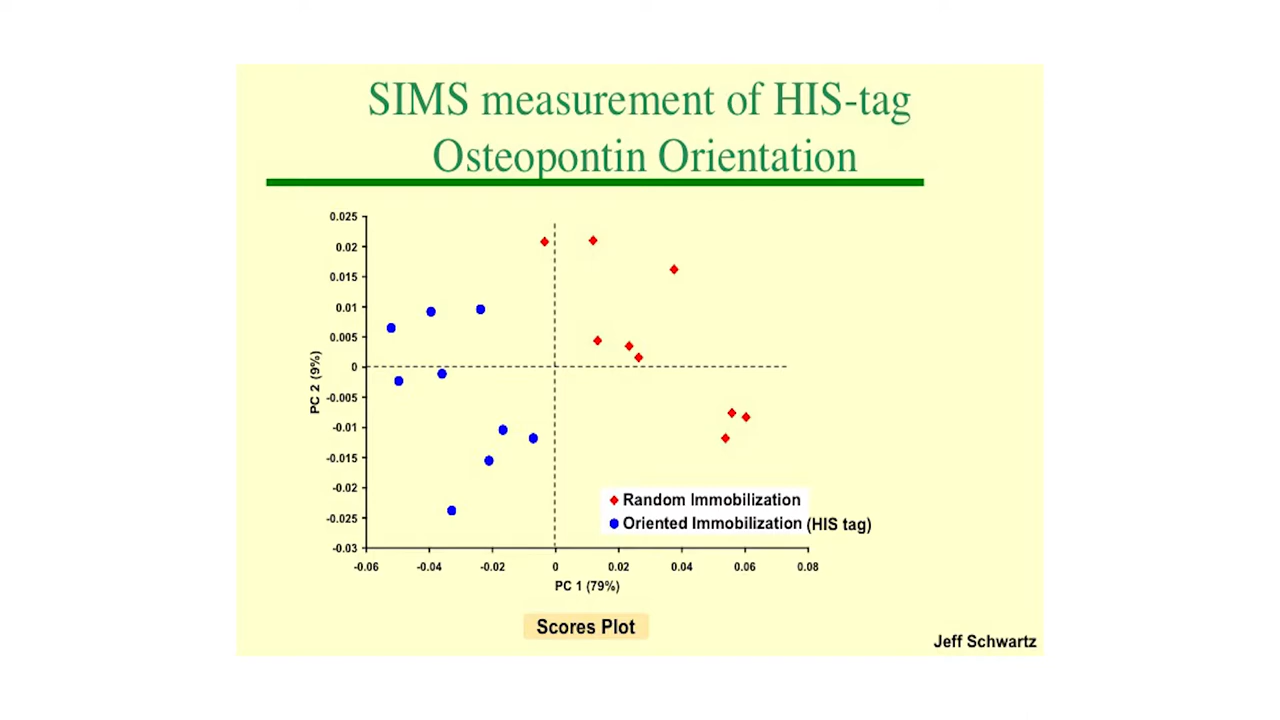 SIMS measurement of HIS-tag
Osteopontin Orientation
0.025
0.02
0.015
0.01
0.005
0
-0.005
-0.01
-0.015
-0.02
-0.025
-0.03
PC 2 (9%)
-0.06 -0.04 -0.02 0 0.02 0.04 0.06 0.08
PC 1 (79%)
Random Immobilization
Oriented Immobilization (HIS tag)
Scores Plot
Jeff Schwartz